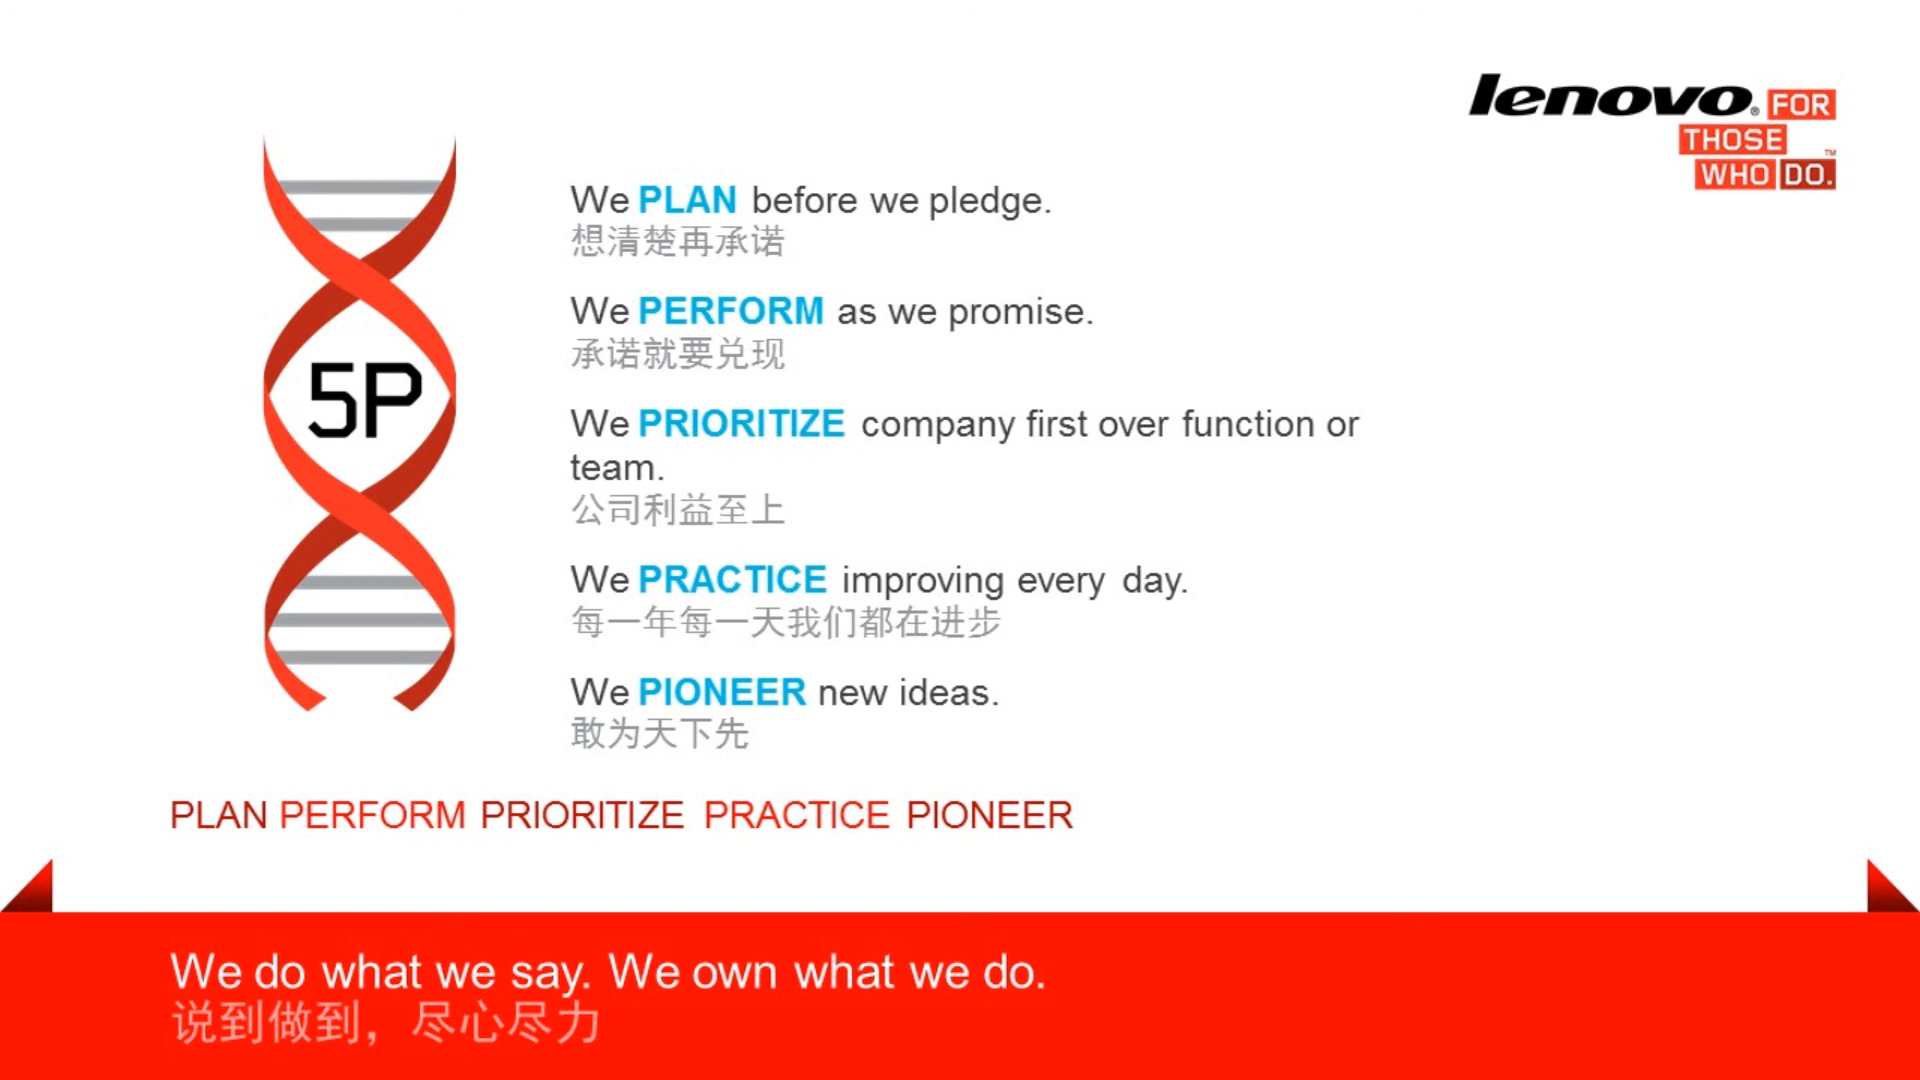 lenovo® FOR
THOSE
WHO DO.™
We PLAN before we pledge.
想清楚再承诺
We PERFORM as we promise.
承诺就要兑现
5P
We PRIORITIZE company first over function or
team.
公司利益至上
We PRACTICE improving every day.
每一年每一天我们都在进步
We PIONEER new ideas.
敢为天下先
PLAN PERFORM PRIORITIZE PRACTICE PIONEER
We do what we say. We own what we do.
说到做到，尽心尽力